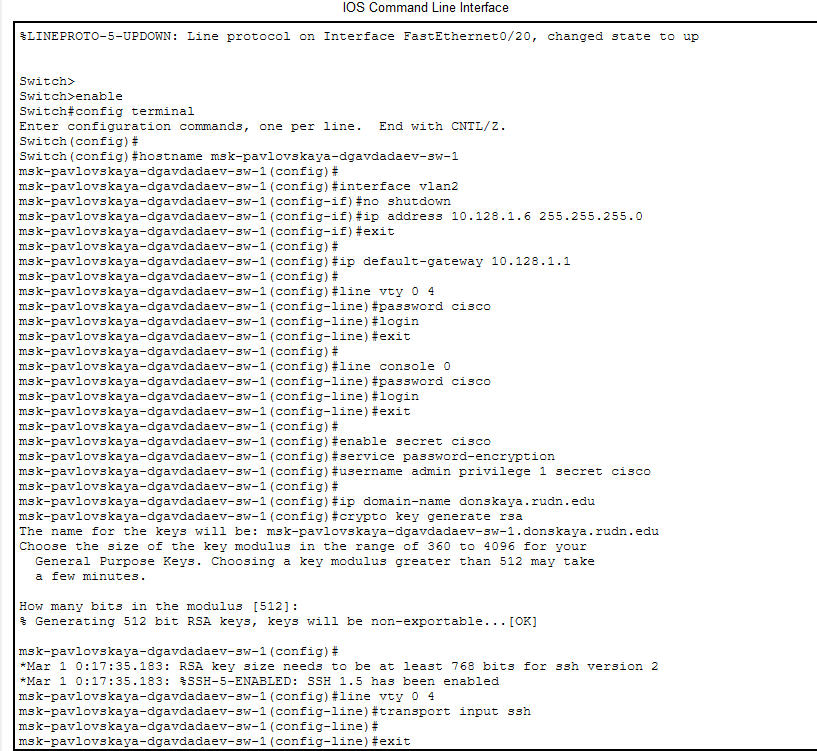 IOS Command Line Interface
%LINEPROTO-5-UPDOWN: Line protocol on Interface FastEthernet0/20, changed state to up
Switch>
Switch>enable
Switch#config terminal
Enter configuration commands, one per line.  End with CNTL/Z.
Switch(config)#
Switch(config)#hostname msk-pavlovskaya-dgavdadaev-sw-1
msk-pavlovskaya-dgavdadaev-sw-1(config)#
msk-pavlovskaya-dgavdadaev-sw-1(config)#interface vlan2
msk-pavlovskaya-dgavdadaev-sw-1(config-if)#no shutdown
msk-pavlovskaya-dgavdadaev-sw-1(config-if)#ip address 10.128.1.6 255.255.255.0
msk-pavlovskaya-dgavdadaev-sw-1(config-if)#exit
msk-pavlovskaya-dgavdadaev-sw-1(config)#
msk-pavlovskaya-dgavdadaev-sw-1(config)#ip default-gateway 10.128.1.1
msk-pavlovskaya-dgavdadaev-sw-1(config)#
msk-pavlovskaya-dgavdadaev-sw-1(config)#line vty 0 4
msk-pavlovskaya-dgavdadaev-sw-1(config-line)#password cisco
msk-pavlovskaya-dgavdadaev-sw-1(config-line)#login
msk-pavlovskaya-dgavdadaev-sw-1(config-line)#exit
msk-pavlovskaya-dgavdadaev-sw-1(config)#
msk-pavlovskaya-dgavdadaev-sw-1(config)#line console 0
msk-pavlovskaya-dgavdadaev-sw-1(config-line)#password cisco
msk-pavlovskaya-dgavdadaev-sw-1(config-line)#login
msk-pavlovskaya-dgavdadaev-sw-1(config-line)#exit
msk-pavlovskaya-dgavdadaev-sw-1(config)#
msk-pavlovskaya-dgavdadaev-sw-1(config)#enable secret cisco
msk-pavlovskaya-dgavdadaev-sw-1(config)#service password-encryption
msk-pavlovskaya-dgavdadaev-sw-1(config)#username admin privilege 1 secret cisco
msk-pavlovskaya-dgavdadaev-sw-1(config)#
msk-pavlovskaya-dgavdadaev-sw-1(config)#ip domain-name donskaya.rudn.edu
msk-pavlovskaya-dgavdadaev-sw-1(config)#crypto key generate rsa
The name for the keys will be: msk-pavlovskaya-dgavdadaev-sw-1.donskaya.rudn.edu
Choose the size of the key modulus in the range of 360 to 4096 for your
General Purpose Keys. Choosing a key modulus greater than 512 may take
a few minutes.
How many bits in the modulus [512]:
% Generating 512 bit RSA keys, keys will be non-exportable...[OK]
msk-pavlovskaya-dgavdadaev-sw-1(config)#
*Mar 1 0:17:35.183: RSA key size needs to be at least 768 bits for ssh version 2
*Mar 1 0:17:35.183: %SSH-5-ENABLED: SSH 1.5 has been enabled
msk-pavlovskaya-dgavdadaev-sw-1(config)#line vty 0 4
msk-pavlovskaya-dgavdadaev-sw-1(config-line)#transport input ssh
msk-pavlovskaya-dgavdadaev-sw-1(config-line)#
msk-pavlovskaya-dgavdadaev-sw-1(config-line)#exit